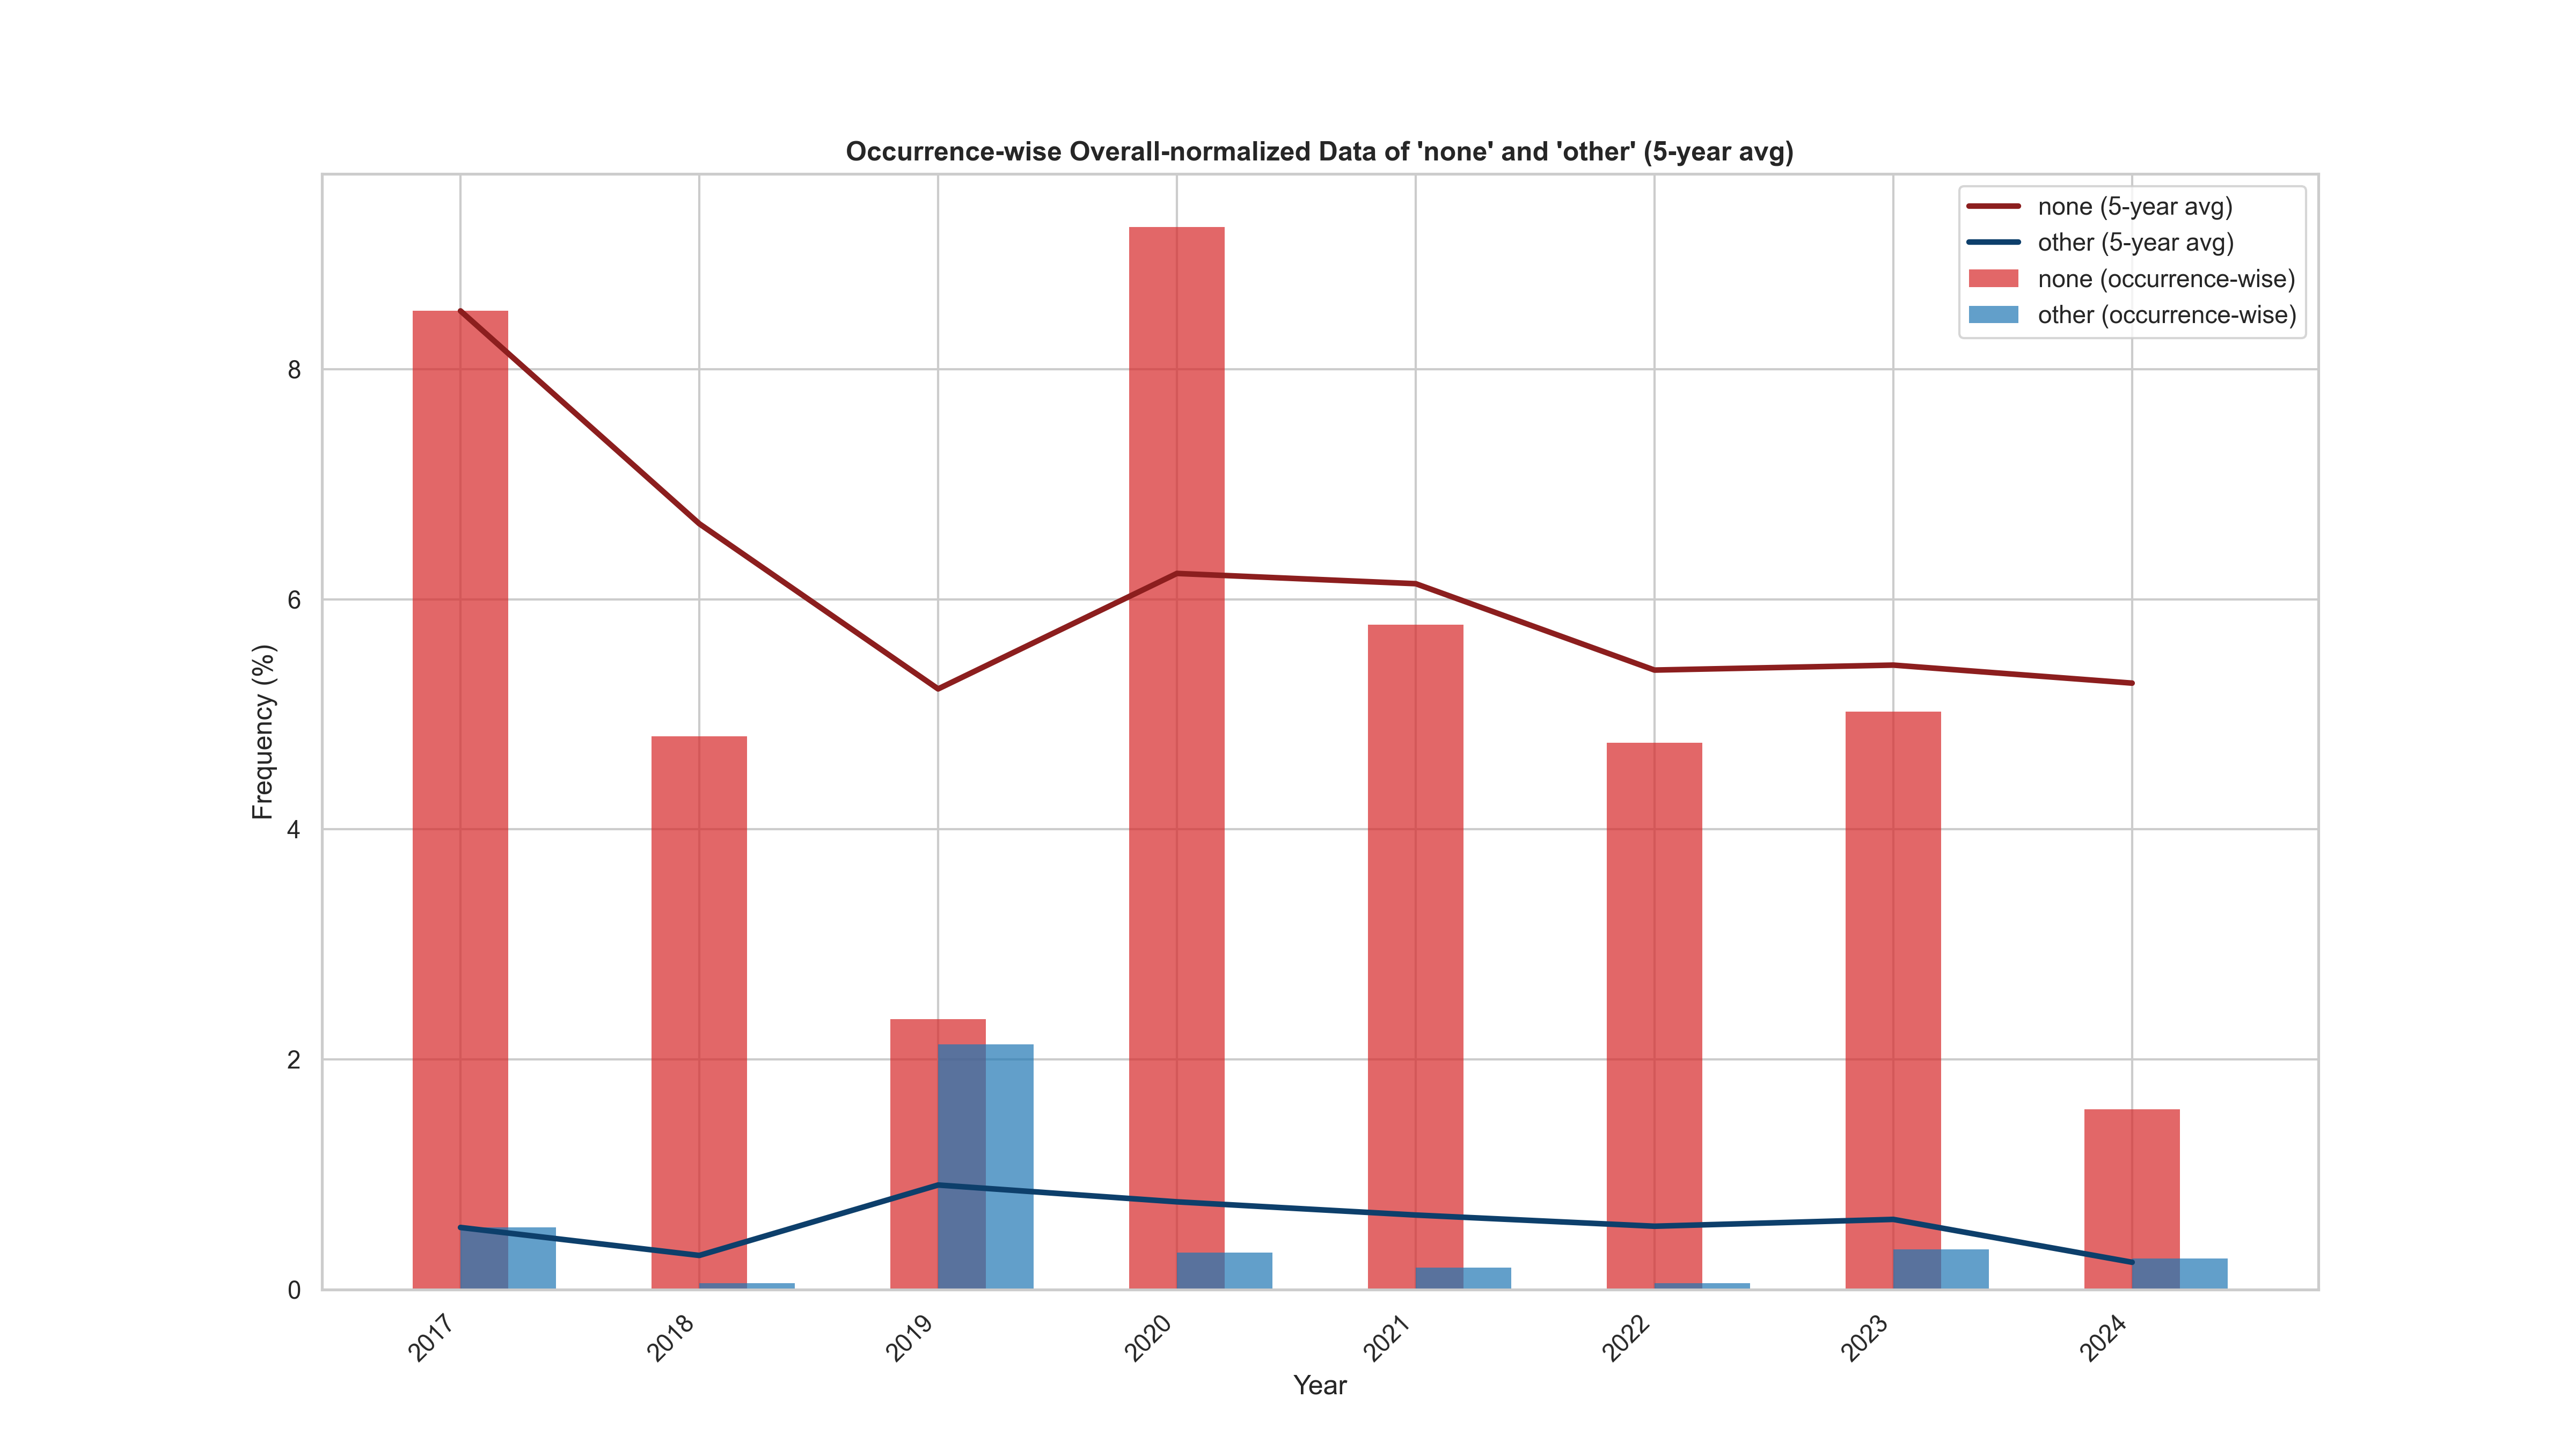 Occurrence-wise Overall-normalized Data of 'none' and 'other' (5-year avg)
none (5-year avg)
other (5-year avg)
none (occurrence-wise)
other (occurrence-wise)
Frequency (%)
8
6
4
2
0
2017
2018
2019
2020
2021
2022
2023
2024
Year